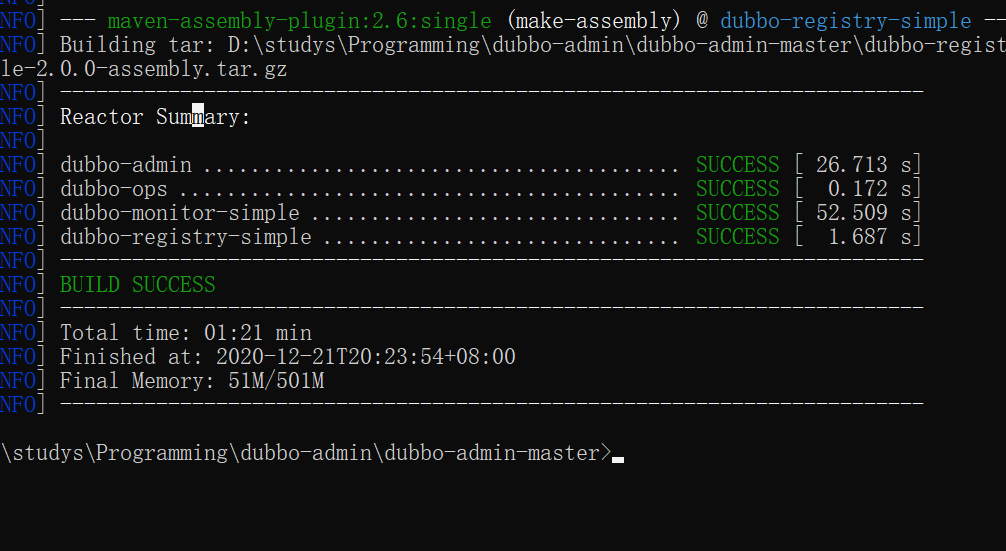 NFO] --- maven-assembly-plugin:2.6:single (make-assembly) @ dubbo-registry-simple --
NFO] Building tar: D:\studys\Programming\dubbo-admin\dubbo-admin-master\dubbo-regist
le-2.0.0-assembly.tar.gz
NFO] ------------------------------------------------------------------------
NFO] Reactor Summary:
NFO]
NFO] dubbo-admin ........................................ SUCCESS [ 26.713 s]
NFO] dubbo-ops .......................................... SUCCESS [  0.172 s]
NFO] dubbo-monitor-simple ............................... SUCCESS [ 52.509 s]
NFO] dubbo-registry-simple .............................. SUCCESS [  1.687 s]
NFO] ------------------------------------------------------------------------
NFO] BUILD SUCCESS
NFO] ------------------------------------------------------------------------
NFO] Total time: 01:21 min
NFO] Finished at: 2020-12-21T20:23:54+08:00
NFO] Final Memory: 51M/501M
NFO] ------------------------------------------------------------------------
\studys\Programming\dubbo-admin\dubbo-admin-master>